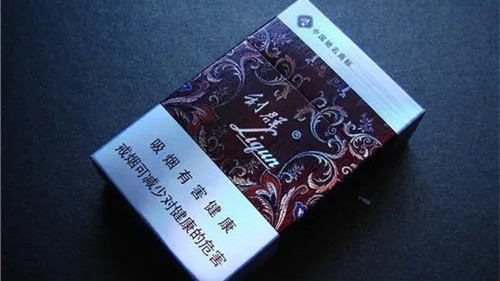 中国驰名商标
利群
Liqun
®
吸烟有害健康
戒烟可减少对健康的危害